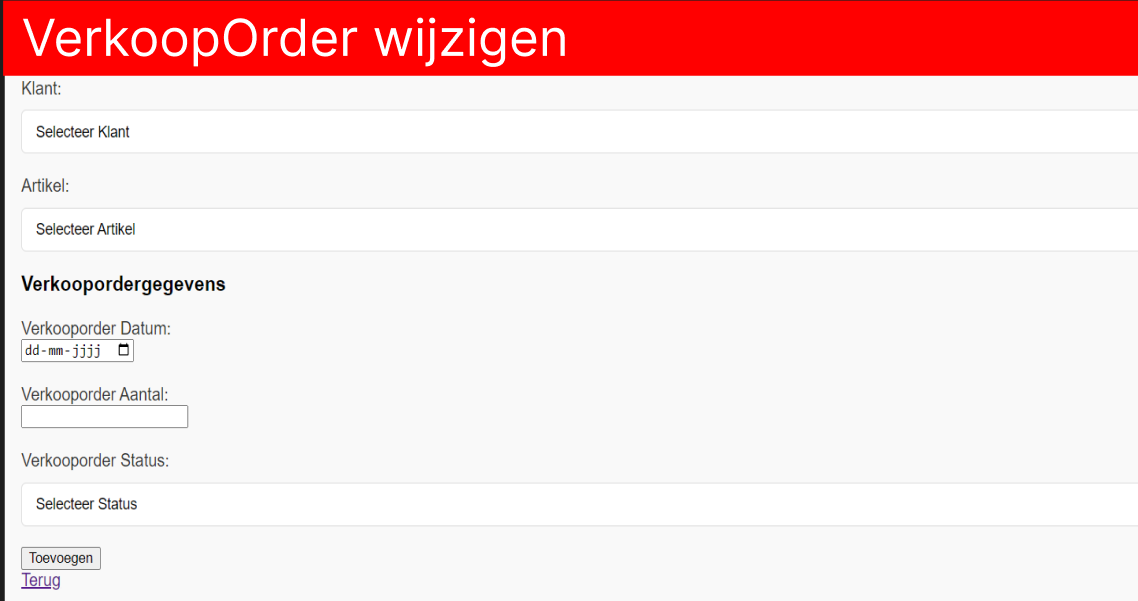 VerkoopOrder wijzigen
Klant:
Selecteer Klant
Artikel:
Selecteer Artikel
Verkoopordergegevens
Verkooporder Datum:
dd-mm-jjjj
Verkooporder Aantal:
Verkooporder Status:
Selecteer Status
Toevoegen
Terug